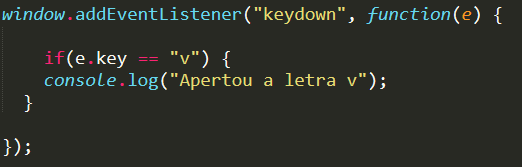 window.addEventListener("keydown", function(e) {
if(e.key == "v") {
console.log("Apertou a letra v");
}
});